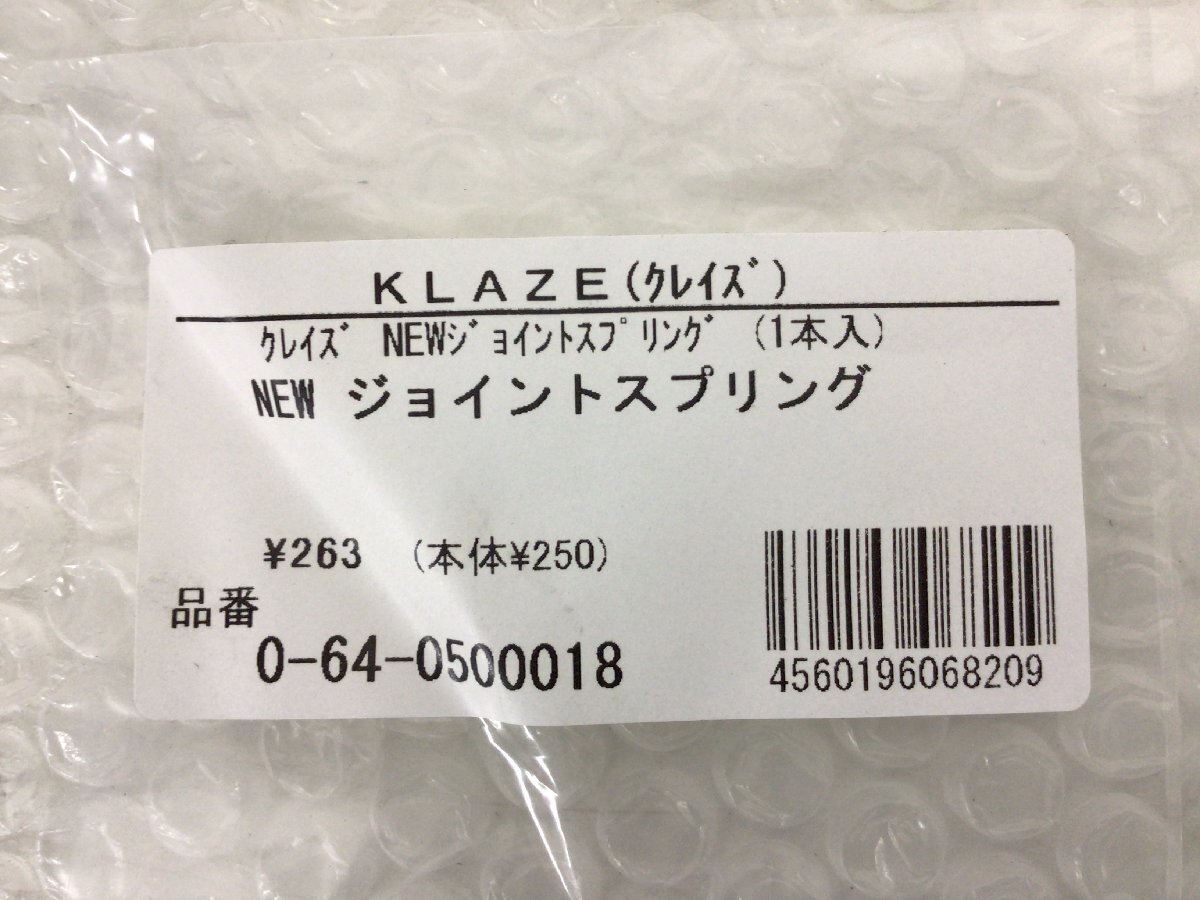 ＫＬＡＺＥ(ｸﾚｲｽﾞ)
ｸﾚｲｽﾞ NEWｼﾞｮｲﾝﾄｽﾌﾟﾘﾝｸﾞ (1本入)
NEW ジョイントスプリング
¥263 (本体¥250)
品番
0-64-0500018
4560196068209